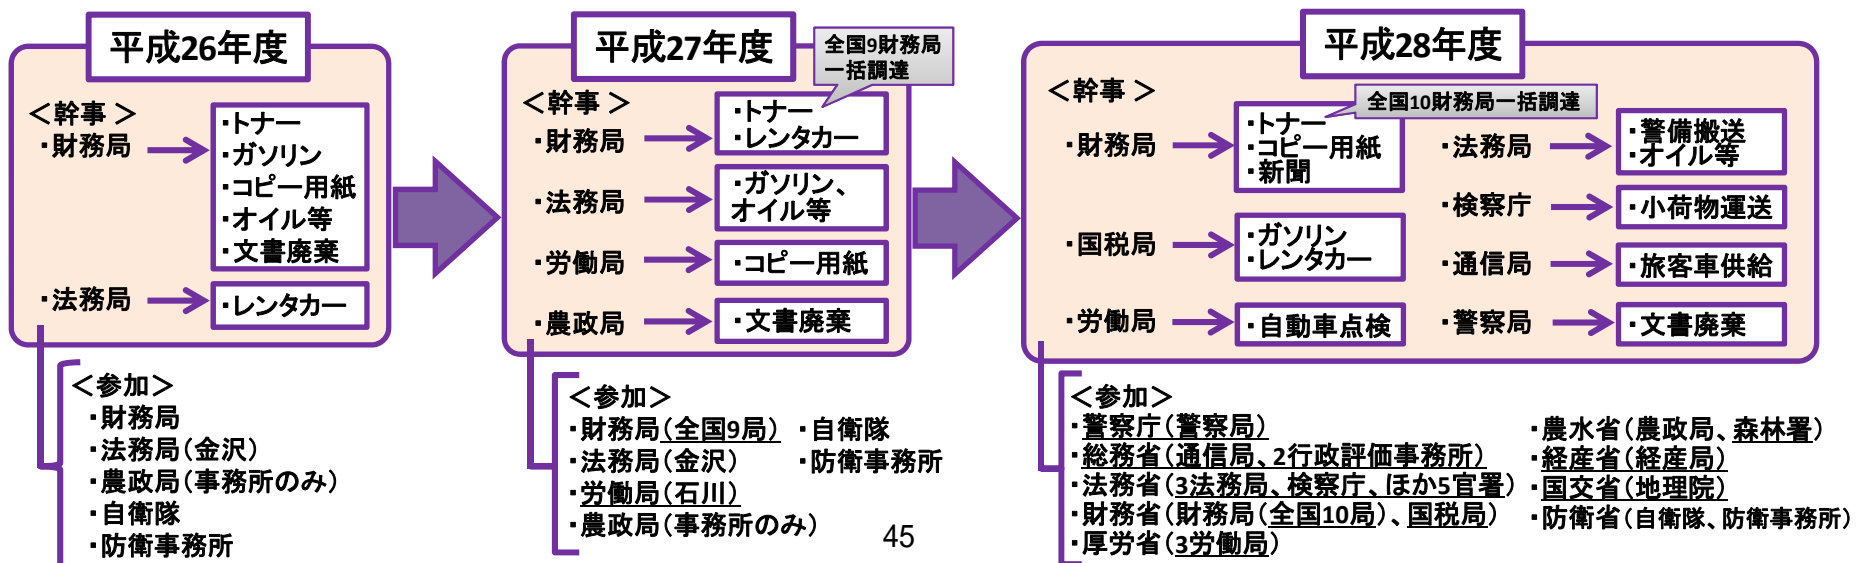 平成26年度
＜幹事＞
・財務局
・トナー
・ガソリン
・コピー用紙
・オイル等
・文書廃棄
・法務局
・レンタカー
＜参加＞
・財務局
・法務局（金沢）
・農政局（事務所のみ）
・自衛隊
・防衛事務所
平成27年度
全国9財務局
一括調達
＜幹事＞
・財務局
・トナー
・レンタカー
・法務局
・ガソリン、
オイル等
・労働局
・コピー用紙
・農政局
・文書廃棄
＜参加＞
・財務局（全国9局）
・法務局（金沢）
・労働局（石川）
・農政局（事務所のみ）
・自衛隊
・防衛事務所
45
平成28年度
＜幹事＞
全国10財務局一括調達
・財務局
・トナー
・コピー用紙
・新聞
・国税局
・ガソリン
・レンタカー
・労働局
・自動車点検
・法務局
・警備搬送
・オイル等
・検察庁
・小荷物運送
・通信局
・旅客車供給
・警察局
・文書廃棄
＜参加＞
・警察庁（警察局）
・総務省（通信局、2行政評価事務所）
・法務省（3法務局、検察庁、ほか5官署）
・財務省（財務局（全国10局）、国税局）
・厚労省（3労働局）
・農水省（農政局、森林署）
・経産省（経産局）
・国交省（地理院）
・防衛省（自衛隊、防衛事務所）